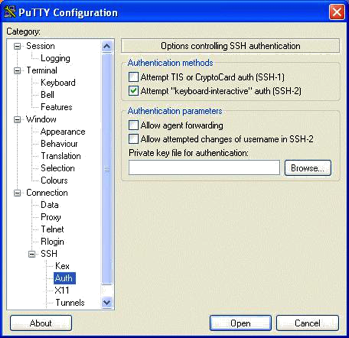 PuTTY Configuration
Category:
Session
Logging
Terminal
Keyboard
Bell
Features
Window
Appearance
Behaviour
Translation
Selection
Colours
Connection
Data
Proxy
Telnet
Rlogin
SSH
Kex
Auth
X11
Tunnels
Options controlling SSH authentication
Authentication methods
Attempt TIS or CryptoCard auth (SSH-1)
Attempt "keyboard-interactive" auth (SSH-2)
Authentication parameters
Allow agent forwarding
Allow attempted changes of username in SSH-2
Private key file for authentication:
Browse...
About
Open
Cancel